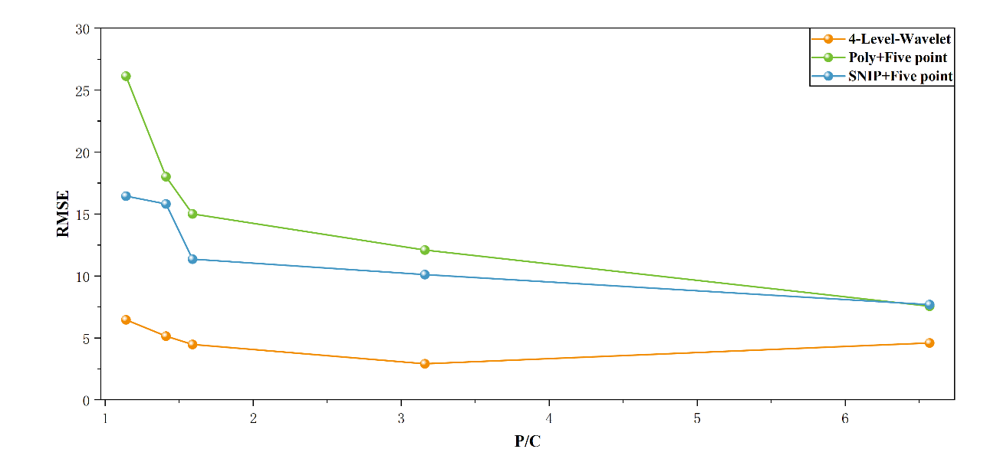 4-Level-Wavelet
Poly+Five point
SNIP+Five point
30
25
20
15
10
5
0
RMSE
1 2 3 4 5 6
P/C